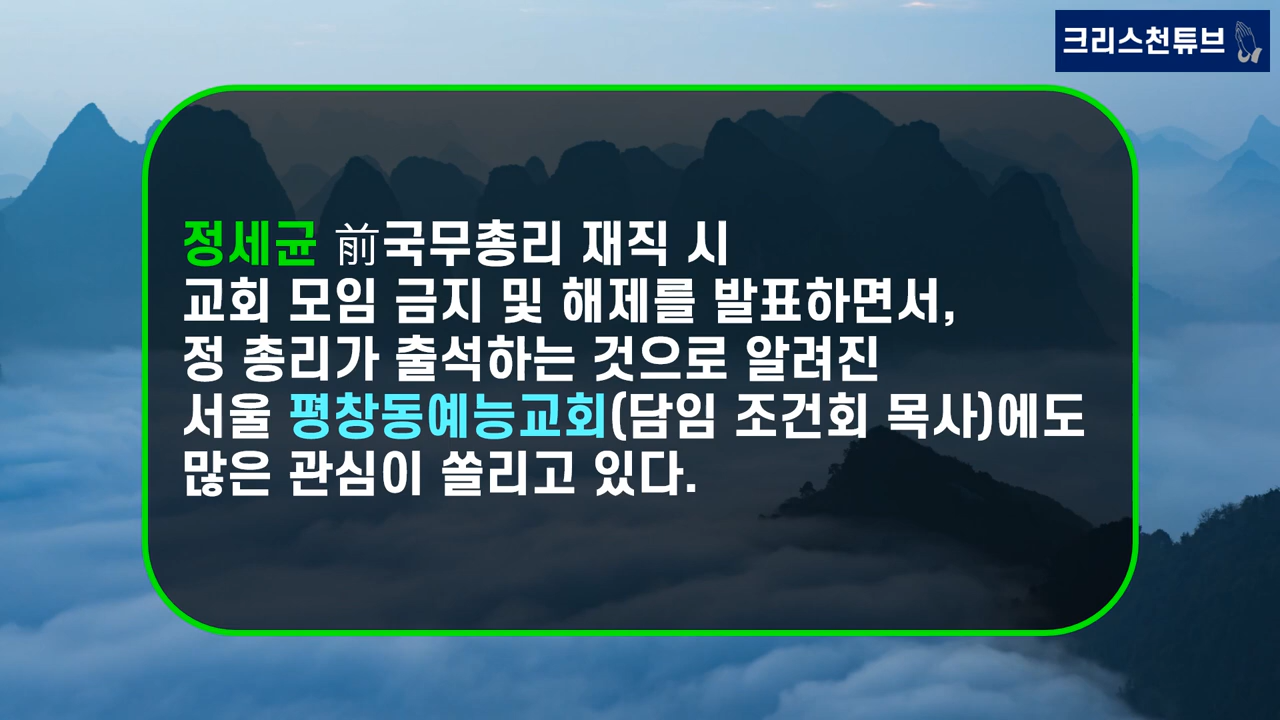 크리스천튜브
정세균 前국무총리 재직 시
교회 모임 금지 및 해제를 발표하면서,
정 총리가 출석하는 것으로 알려진
서울 평창동예능교회(담임 조건회 목사)에도
많은 관심이 쏠리고 있다.